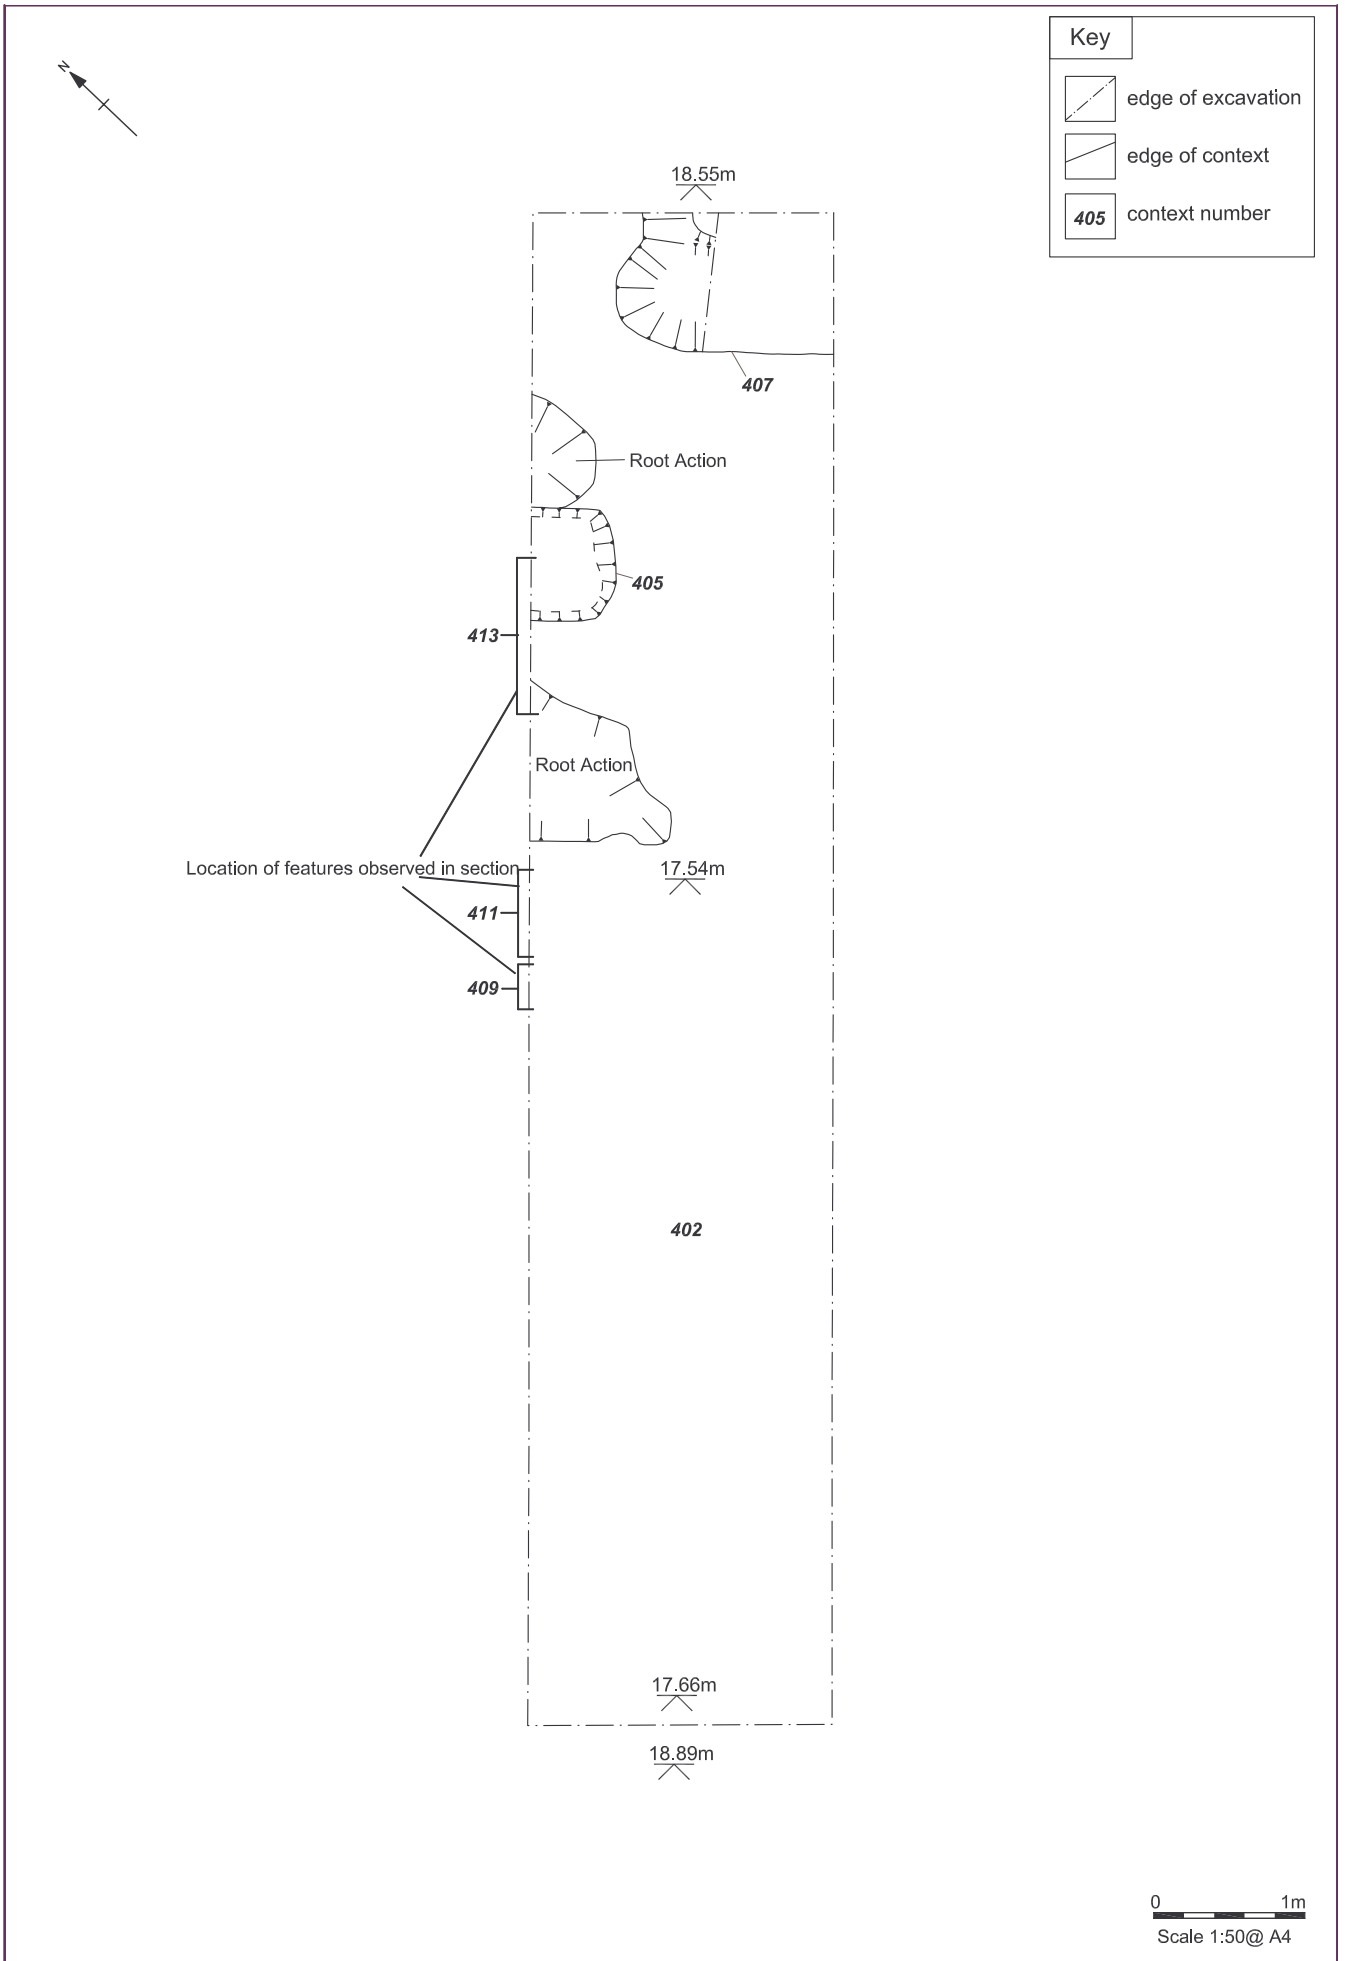 N
Key
edge of excavation
edge of context
405 context number
18.55m
407
Root Action
405
413
Root Action
Location of features observed in section
17.54m
411
409
402
17.66m
18.89m
0 1m
Scale 1:50@ A4